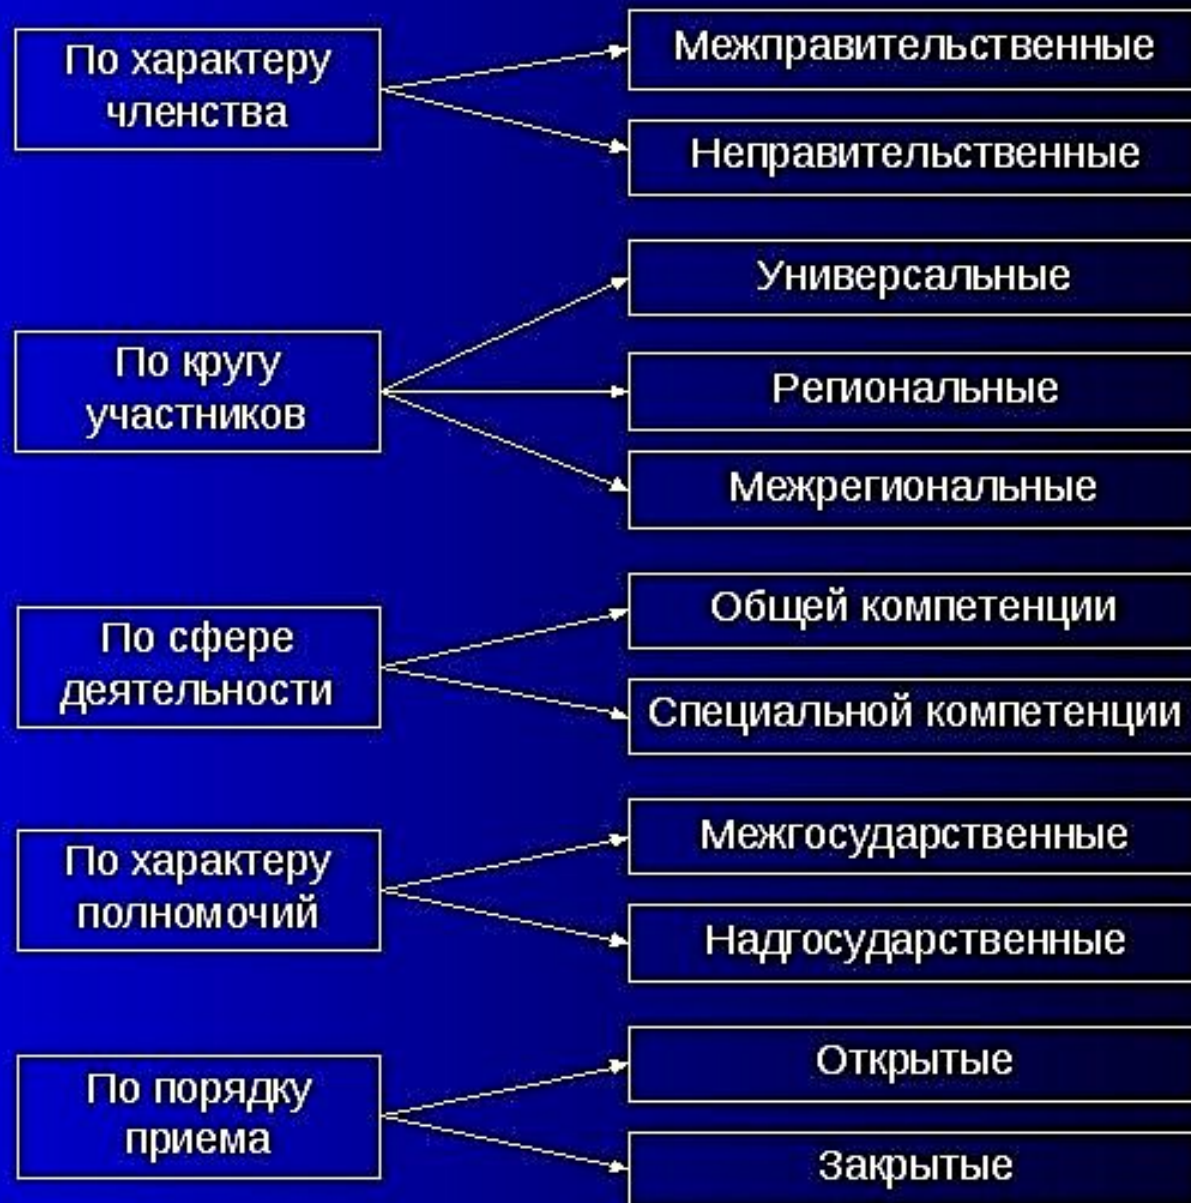 По характеру
членства
Межправительственные
Неправительственные
По кругу
участников
Универсальные
Региональные
Межрегиональные
По сфере
деятельности
Общей компетенции
Специальной компетенции
По характеру
полномочий
Межгосударственные
Надгосударственные
По порядку
приема
Открытые
Закрытые